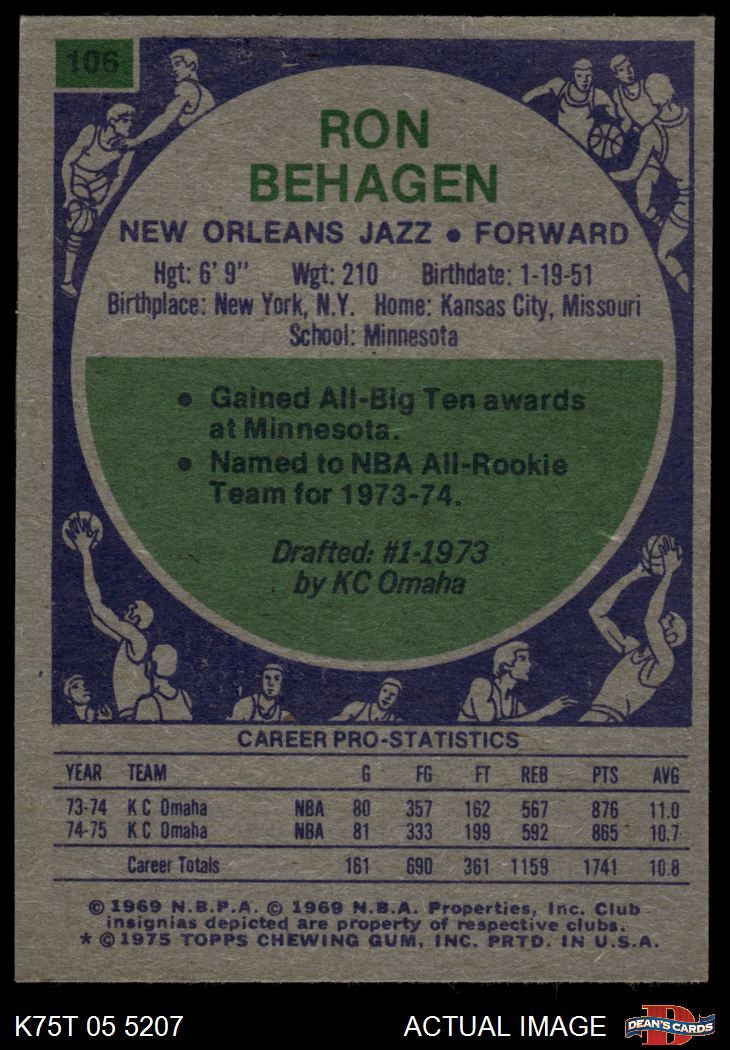 106
RON
BEHAGEN
NEW ORLEANS JAZZ • FORWARD
Hgt: 6' 9" Wgt: 210 Birthdate: 1-19-51
Birthplace: New York, N.Y. Home: Kansas City, Missouri
School: Minnesota
• Gained All-Big Ten awards
at Minnesota.
• Named to NBA All-Rookie
Team for 1973-74.
Drafted: #1-1973
by KC Omaha
CAREER PRO-STATISTICS
YEAR TEAM G FG FT REB PTS AVG
73-74 K C Omaha NBA 80 357 162 567 876 11.0
74-75 K C Omaha NBA 81 333 199 592 865 10.7
Career Totals 161 690 361 1159 1741 10.8
© 1969 N.B.P.A. © 1969 N.B.A. Properties, Inc. Club
insignias depicted are property of respective clubs.
* © 1975 TOPPS CHEWING GUM, INC. PRTD. IN U.S.A.
K75T 05 5207 ACTUAL IMAGE D DEAN'S CARDS